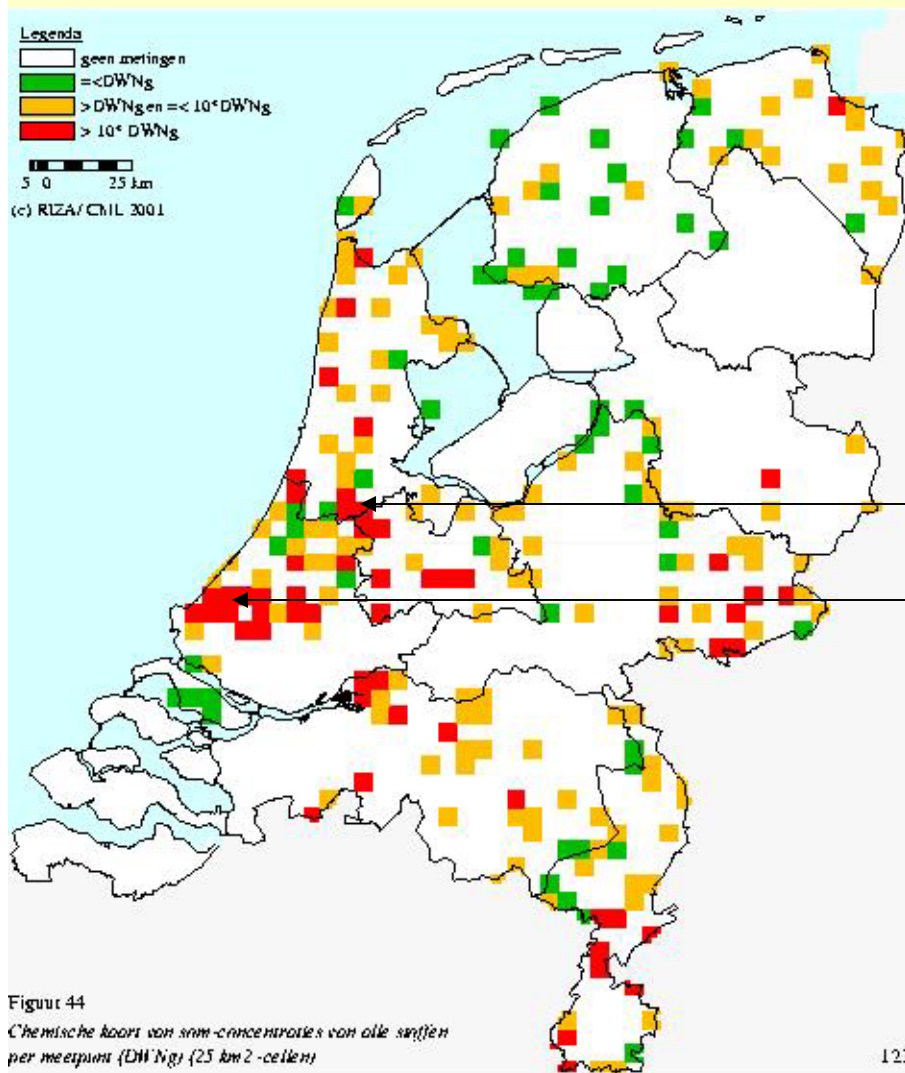 Legenda
geen metingen
=<DWNg
> DWNg en =< 10* DWNg
> 10* DWNg
5 0 25 km
(c) RIZA/ CML 2001
Figuur 44
Chemische kaart van som-concentraties van alle stoffen
per meetpunt (DWNg) (25 km2 -cellen)